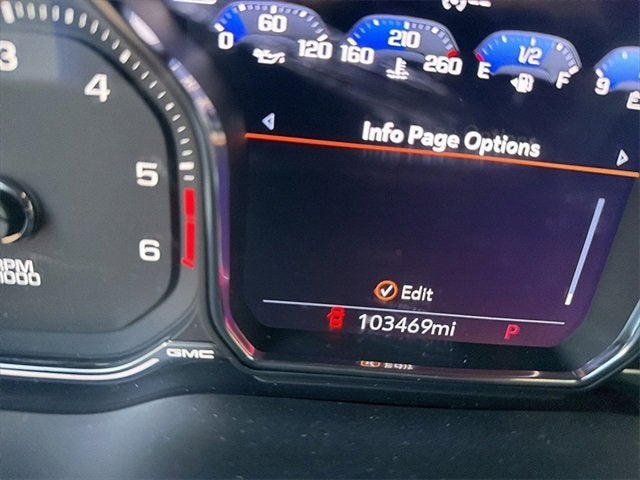 60
0 120
210
160 260
1/2
E F
9
3
4
5
6
RPM
x1000
Info Page Options
Edit
103469mi P
GMC